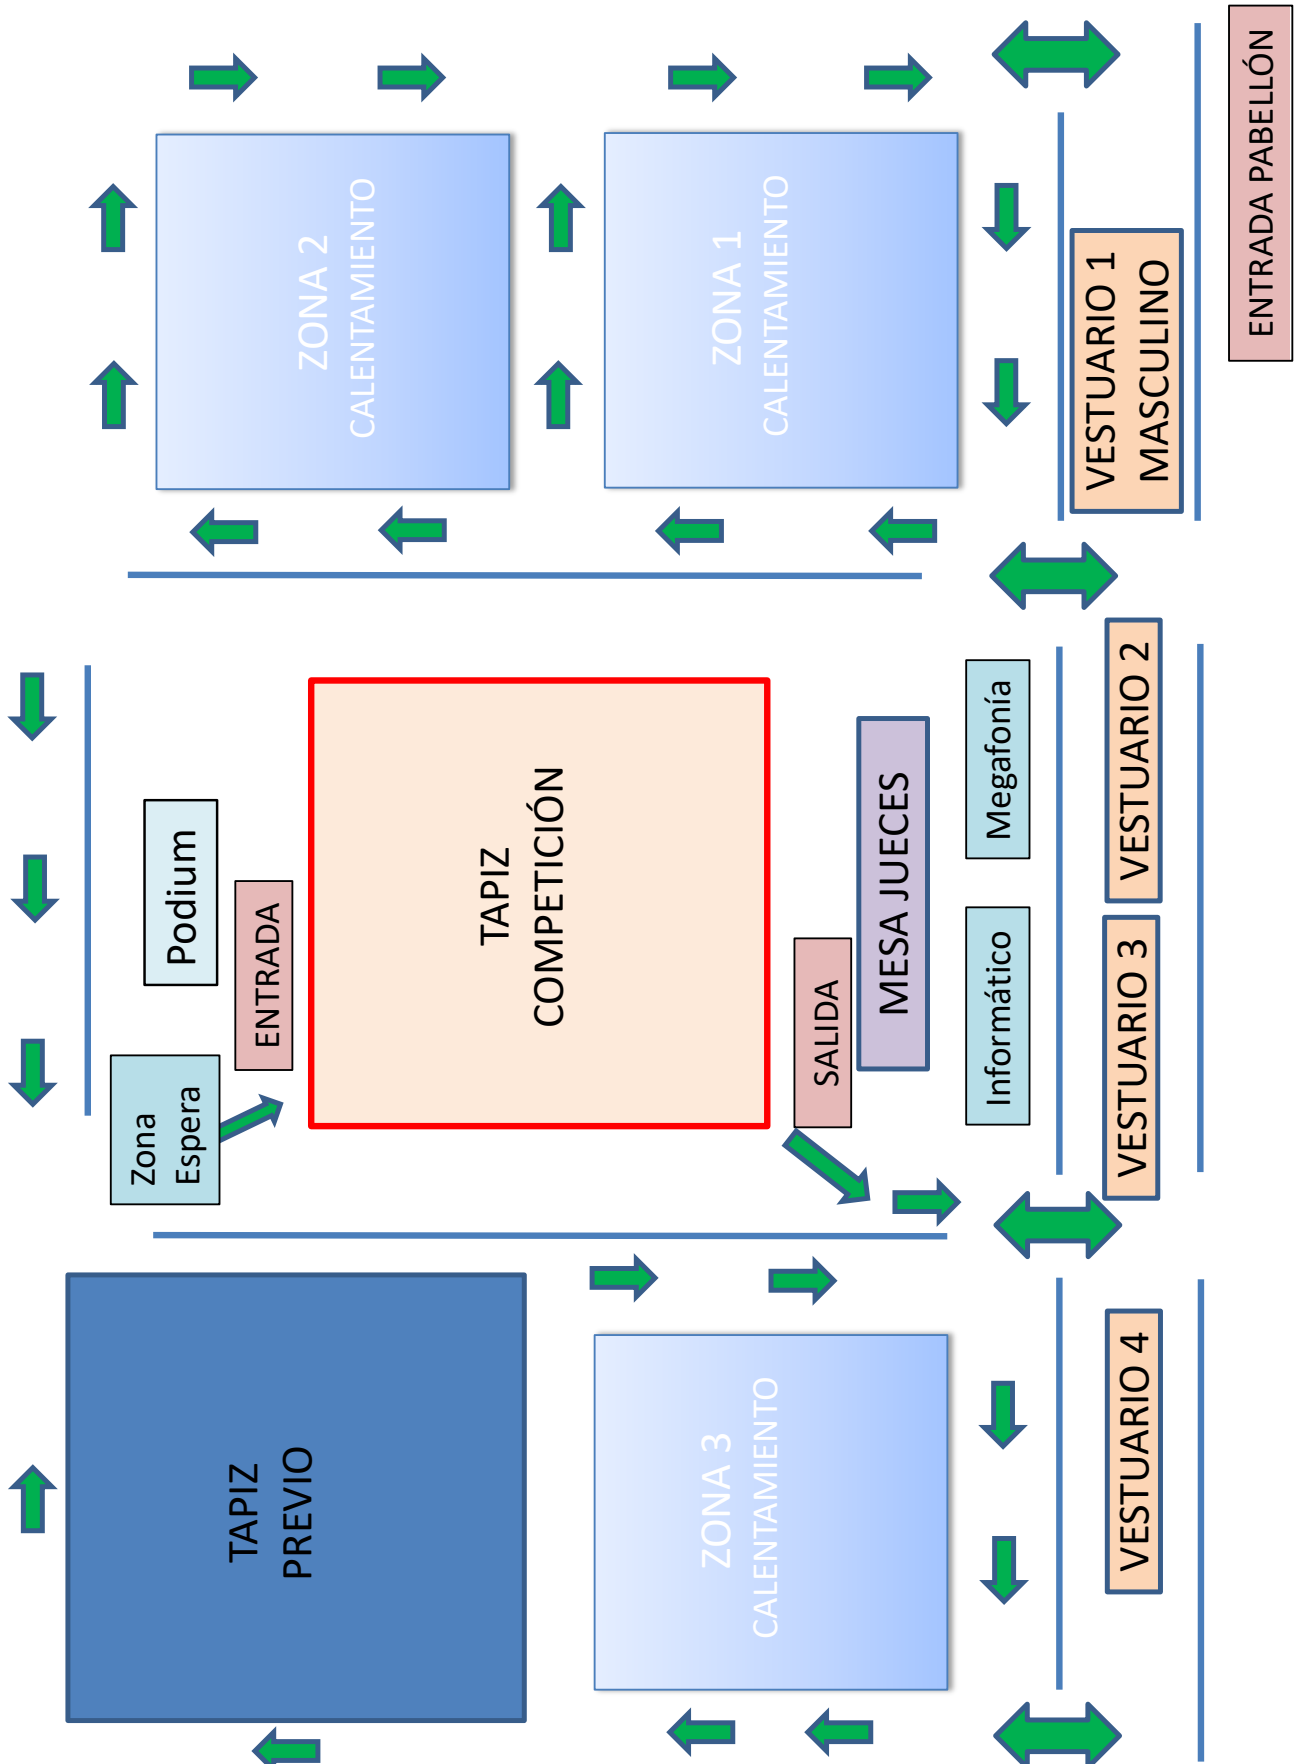 TAPIZ
PREVIO
Zona
Espera
Podium
ENTRADA
ZONA 2
CALENTAMIENTO
TAPIZ
COMPETICIÓN
ZONA 3
CALENTAMIENTO
ZONA 1
CALENTAMIENTO
SALIDA
MESA JUECES
Informático
Megafonía
VESTUARIO 4
VESTUARIO 3
VESTUARIO 2
VESTUARIO 1
MASCULINO
ENTRADA PABELLÓN